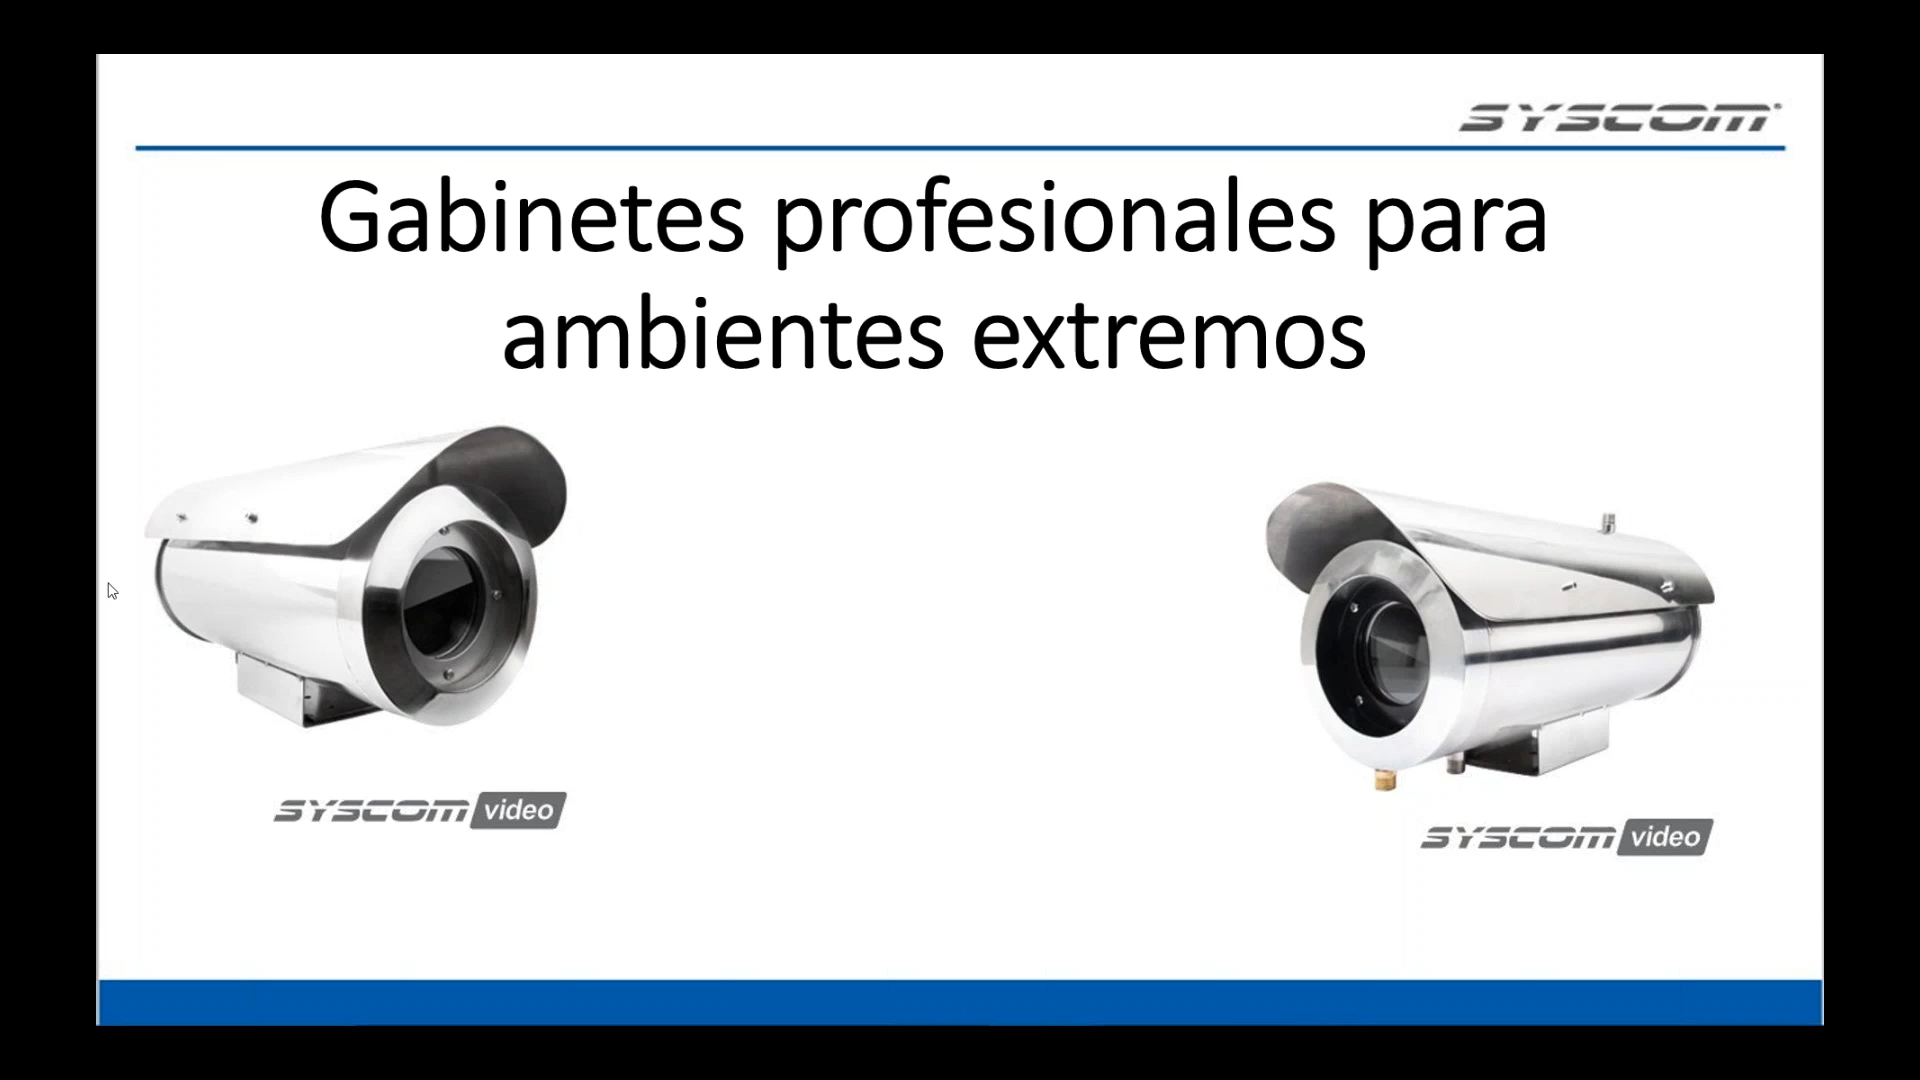 SYSCOM®
Gabinetes profesionales para
ambientes extremos
SYSCOM video
SYSCOM video